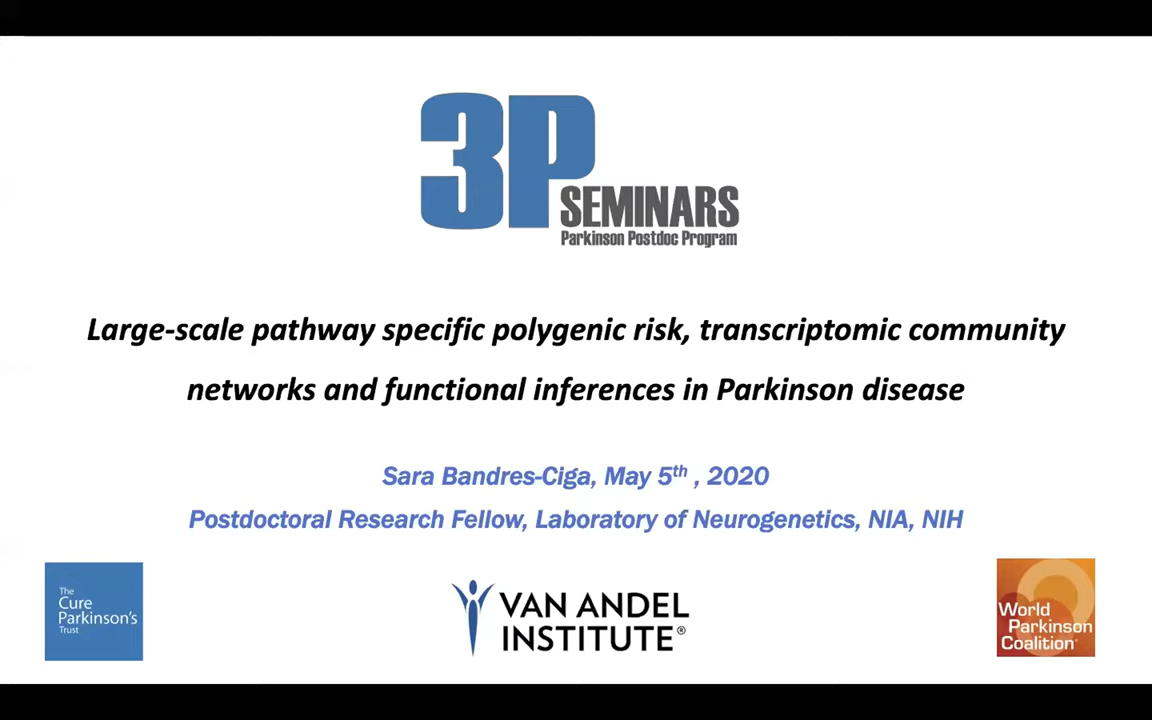 3P
SEMINARS
Parkinson Postdoc Program
Large-scale pathway specific polygenic risk, transcriptomic community
networks and functional inferences in Parkinson disease
Sara Bandres-Ciga, May 5th , 2020
Postdoctoral Research Fellow, Laboratory of Neurogenetics, NIA, NIH
The
Cure
Parkinson's
Trust
VAN ANDEL
INSTITUTE®
World
Parkinson
Coalition®